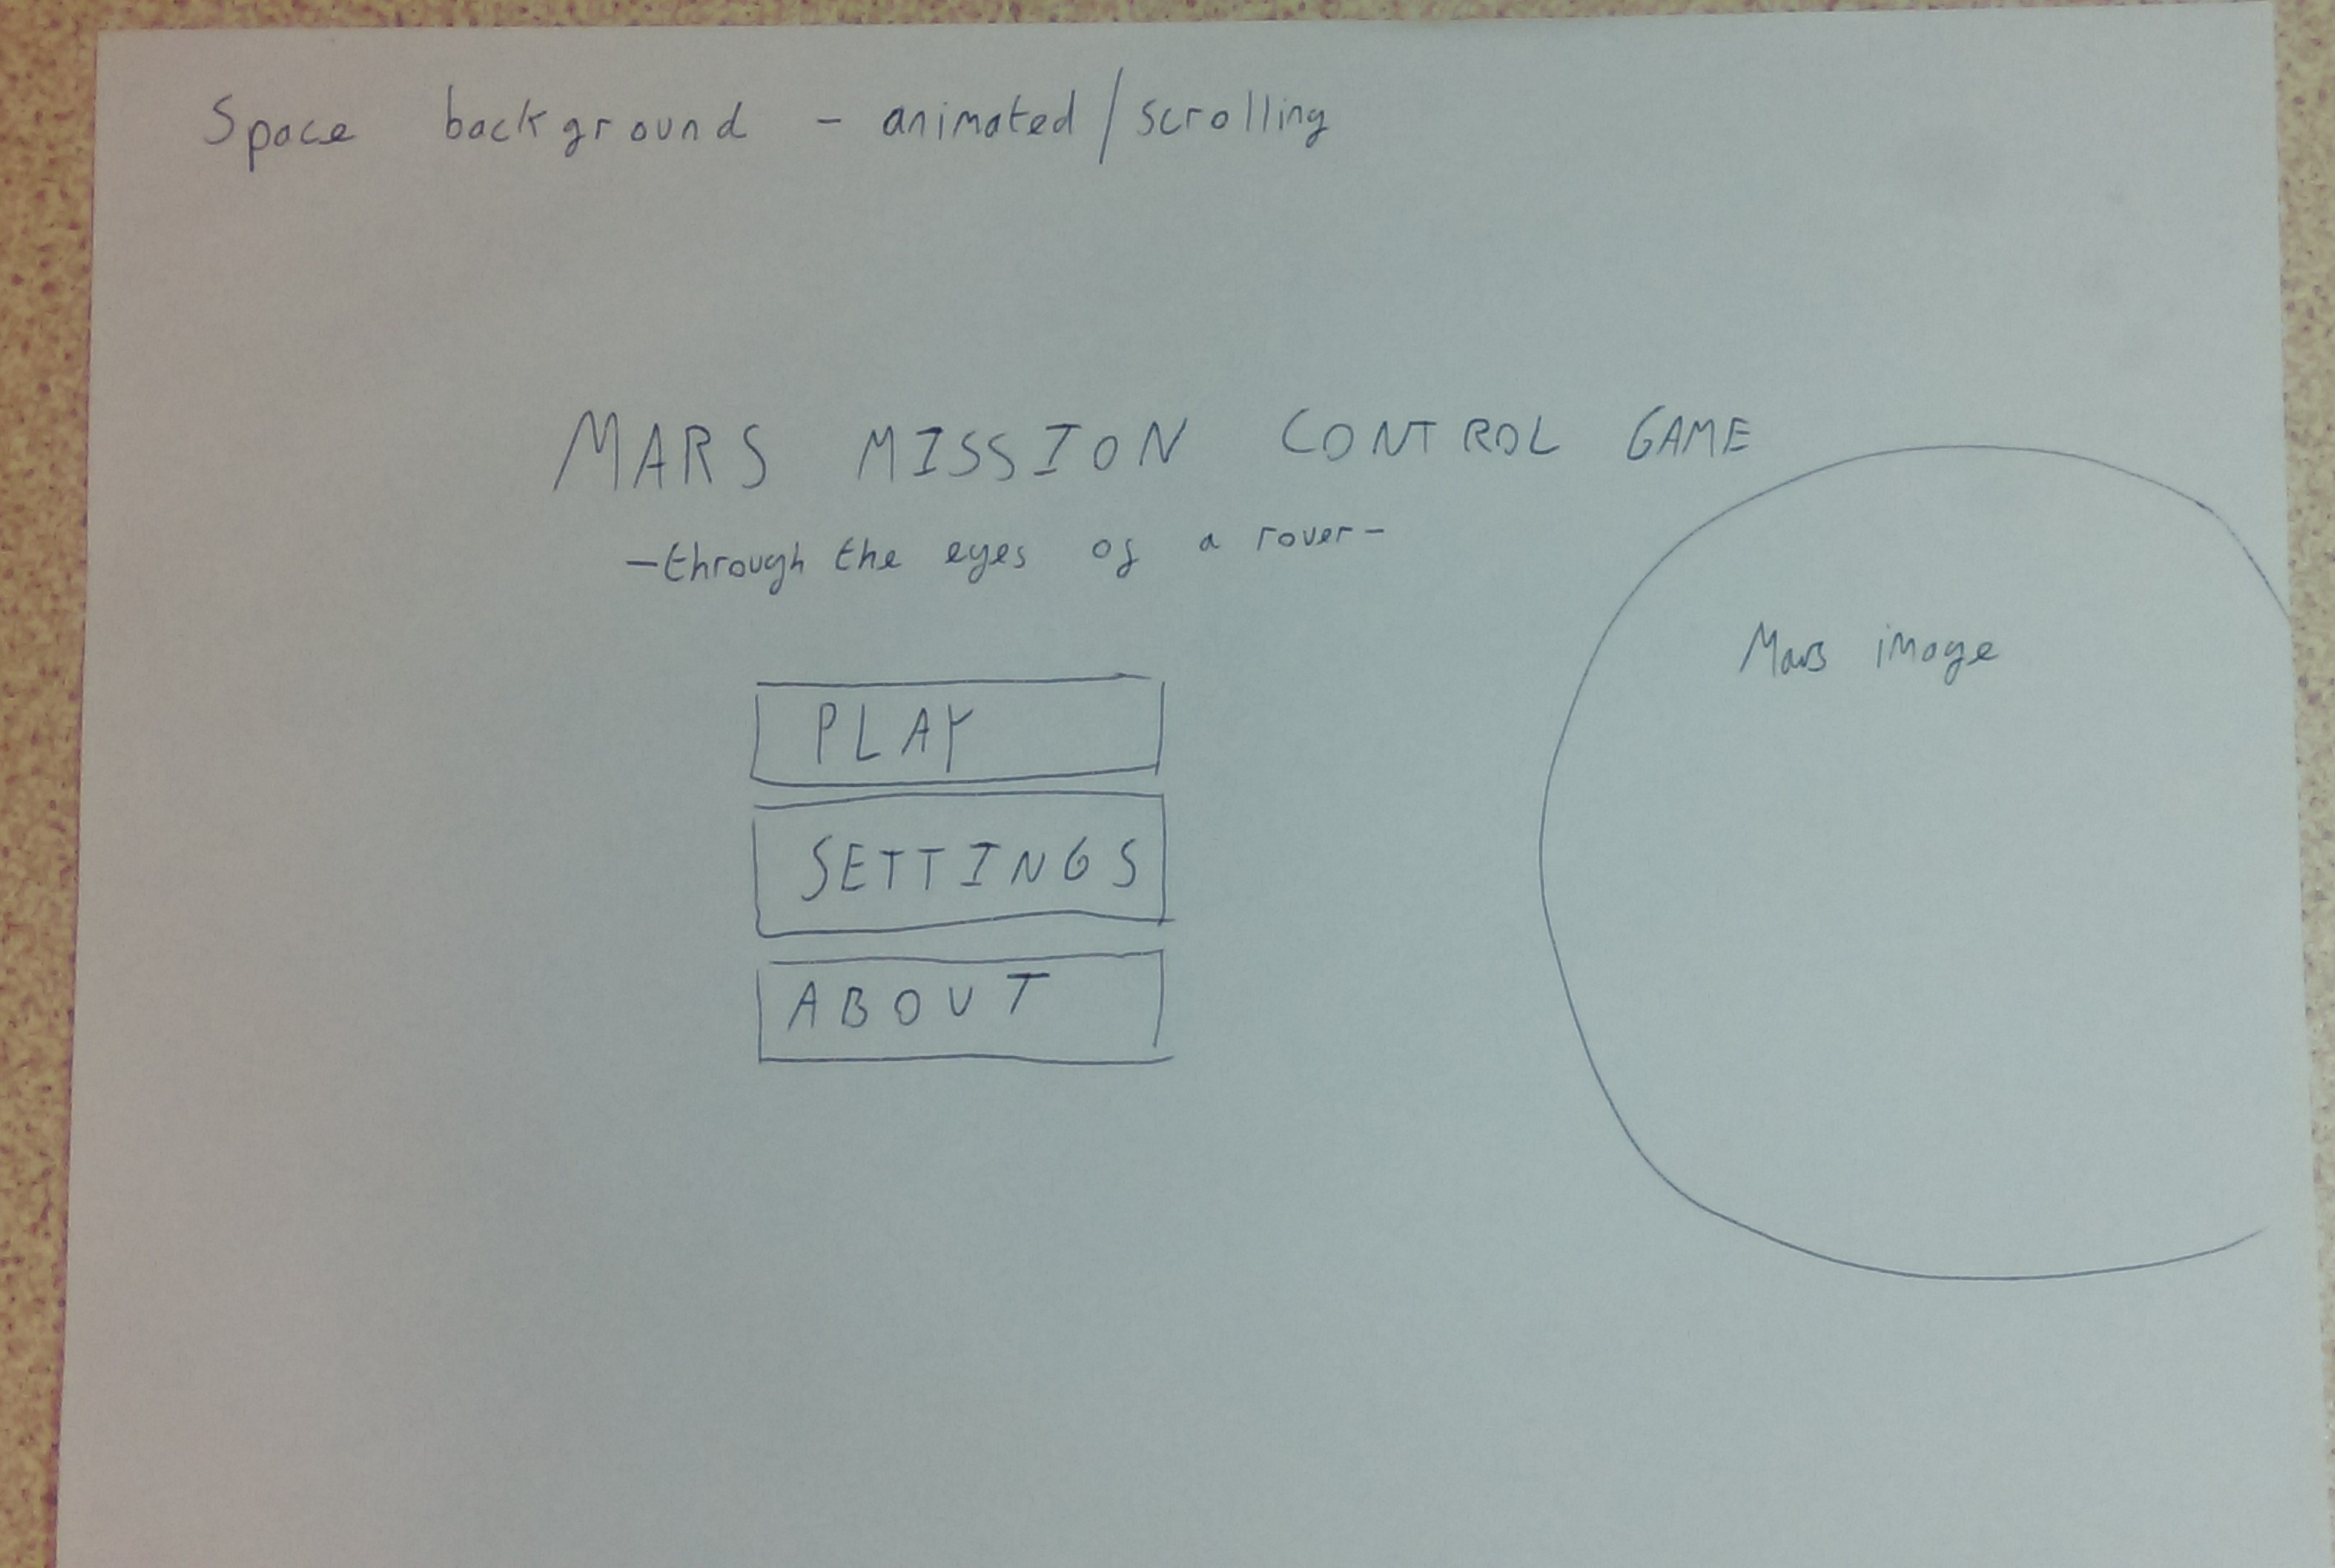 Space background - animated/scrolling
MARS MISSION CONTROL GAME
-through the eyes of a rover-
PLAY
SETTINGS
ABOUT
Mars image